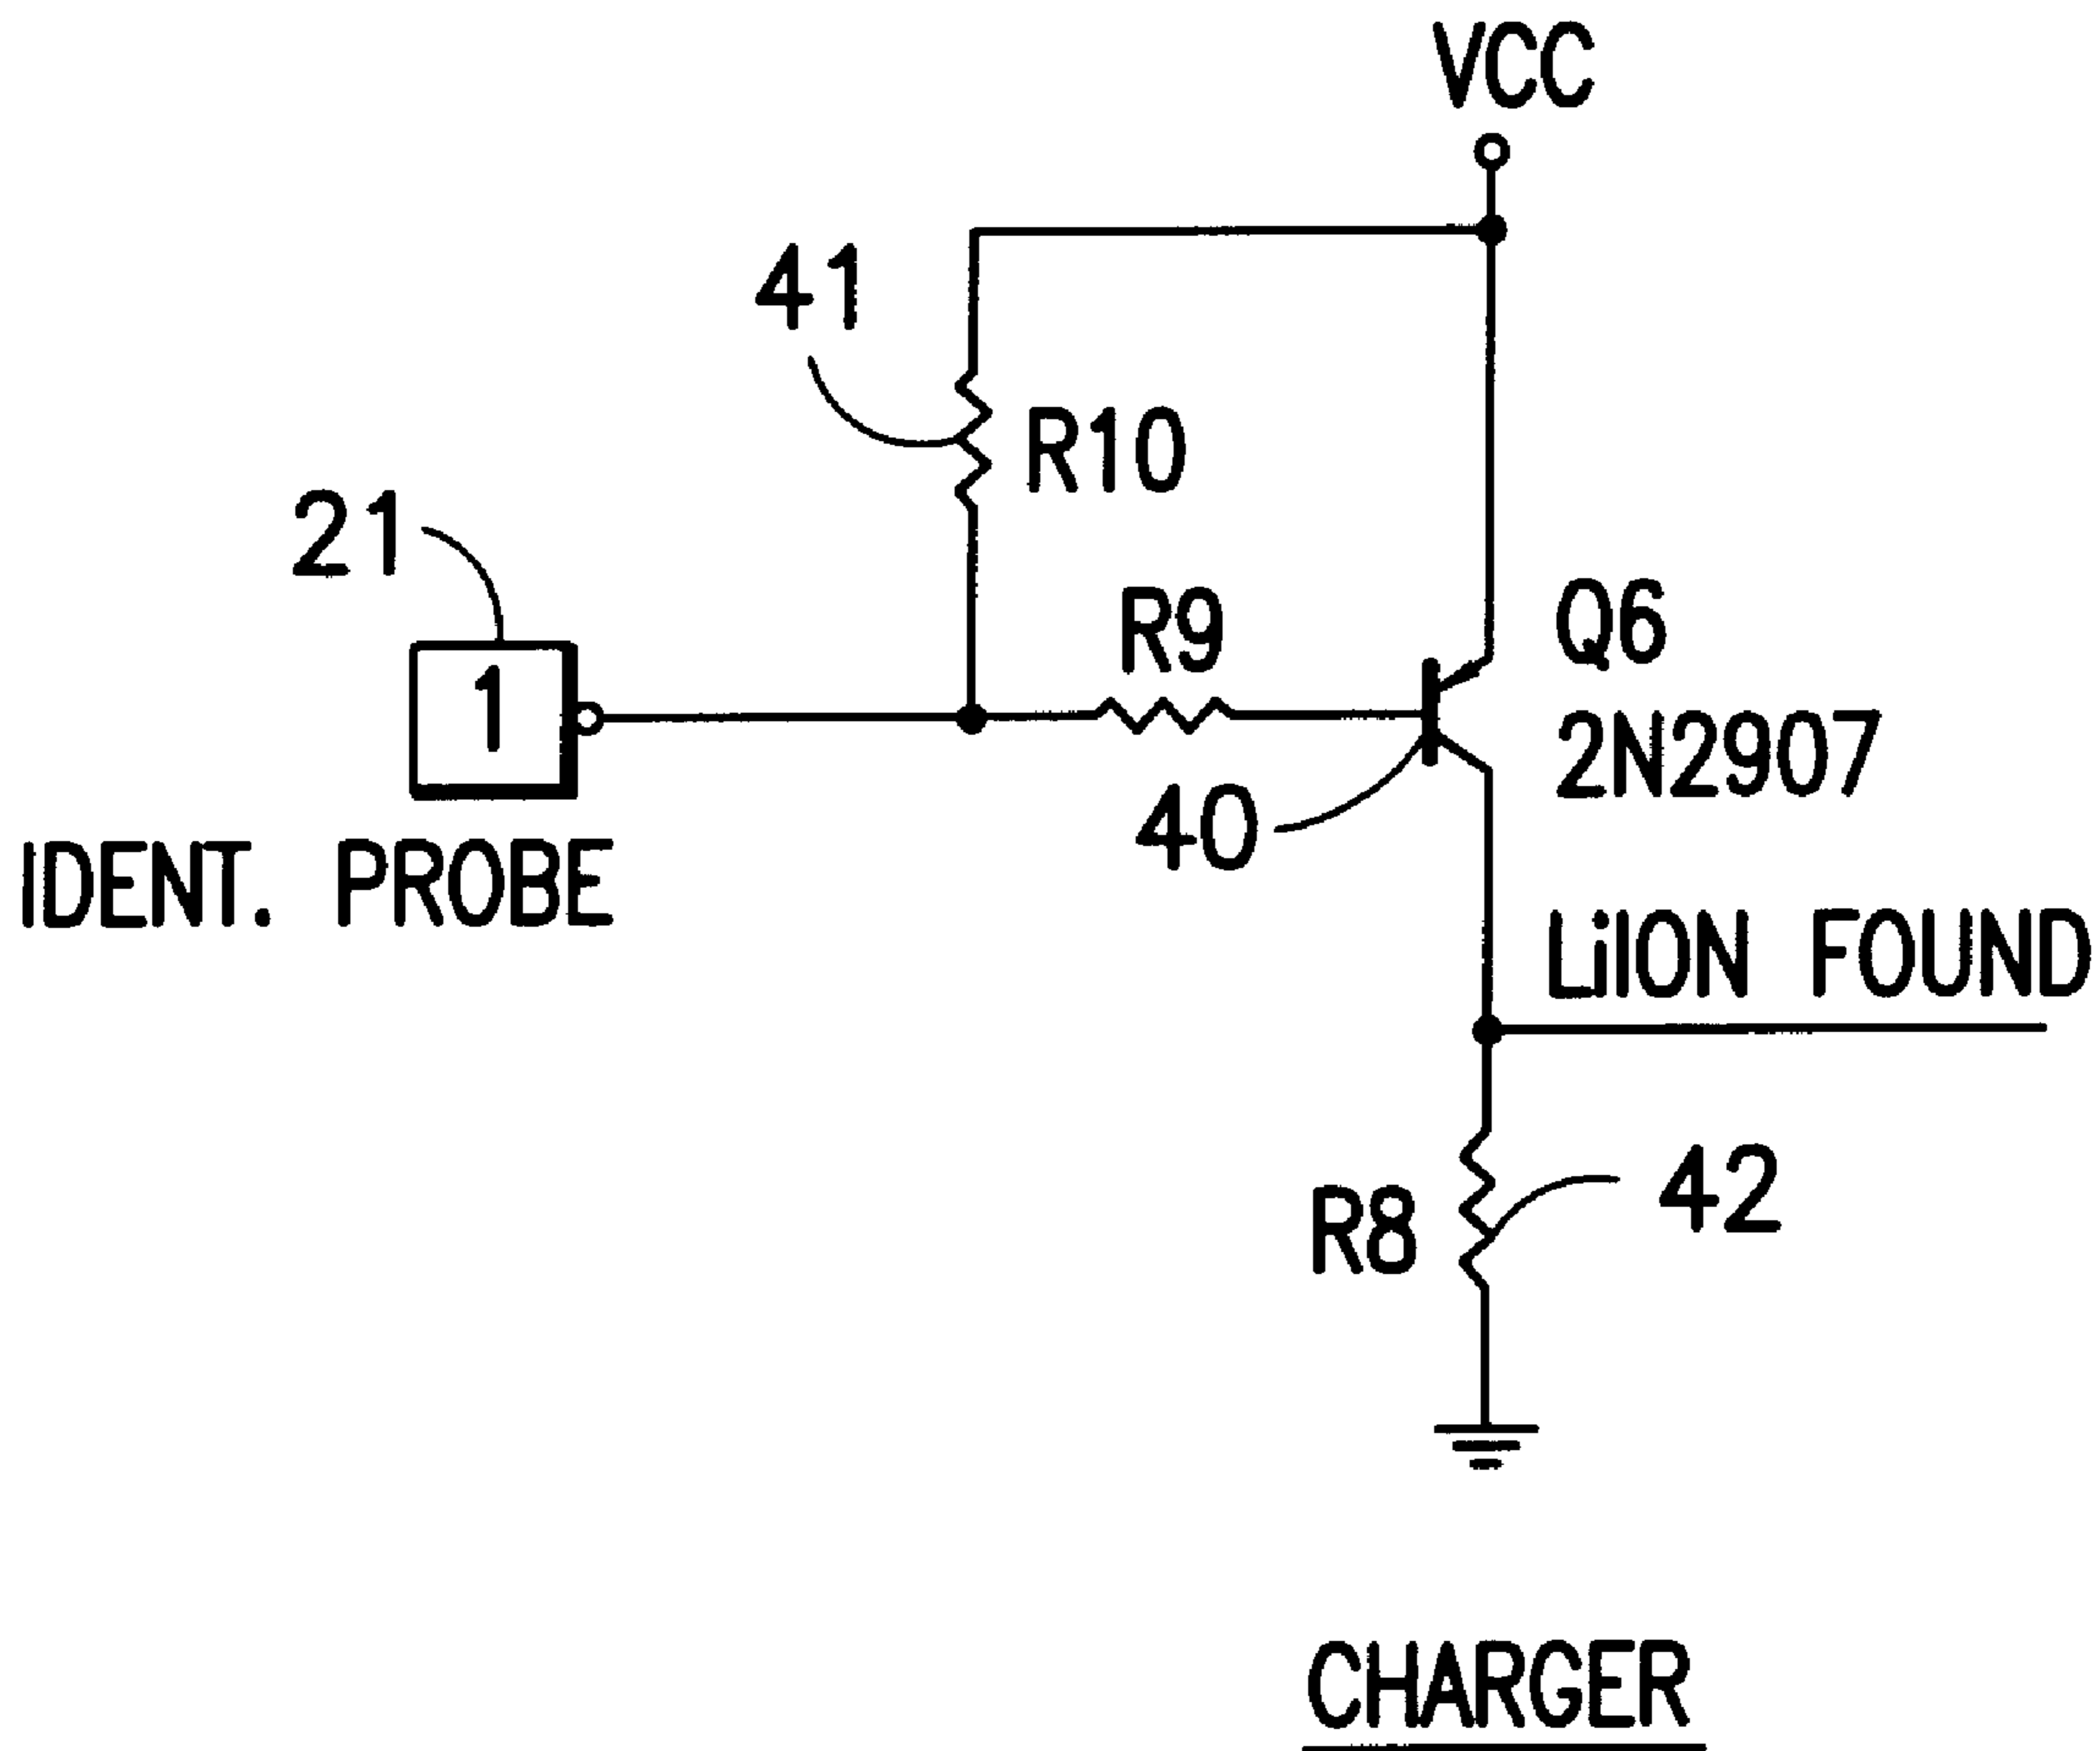 VCC
41
R10
21
R9
Q6
1
2N2907
40
IDENT. PROBE
LiION FOUND
42
R8
CHARGER